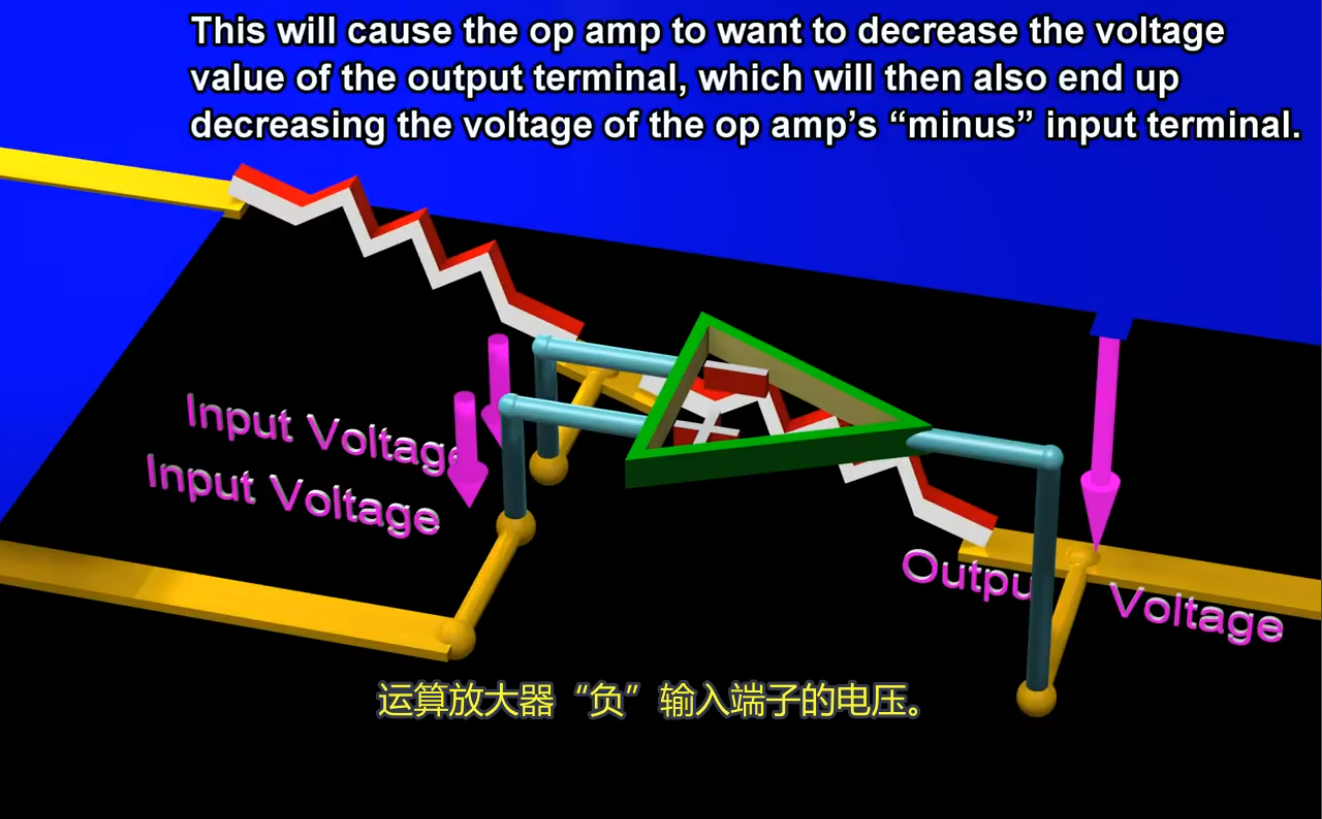 This will cause the op amp to want to decrease the voltage
value of the output terminal, which will then also end up
decreasing the voltage of the op amp’s “minus” input terminal.
Input Voltage
Input Voltage
Outpu Voltage
运算放大器“负”输入端子的电压。